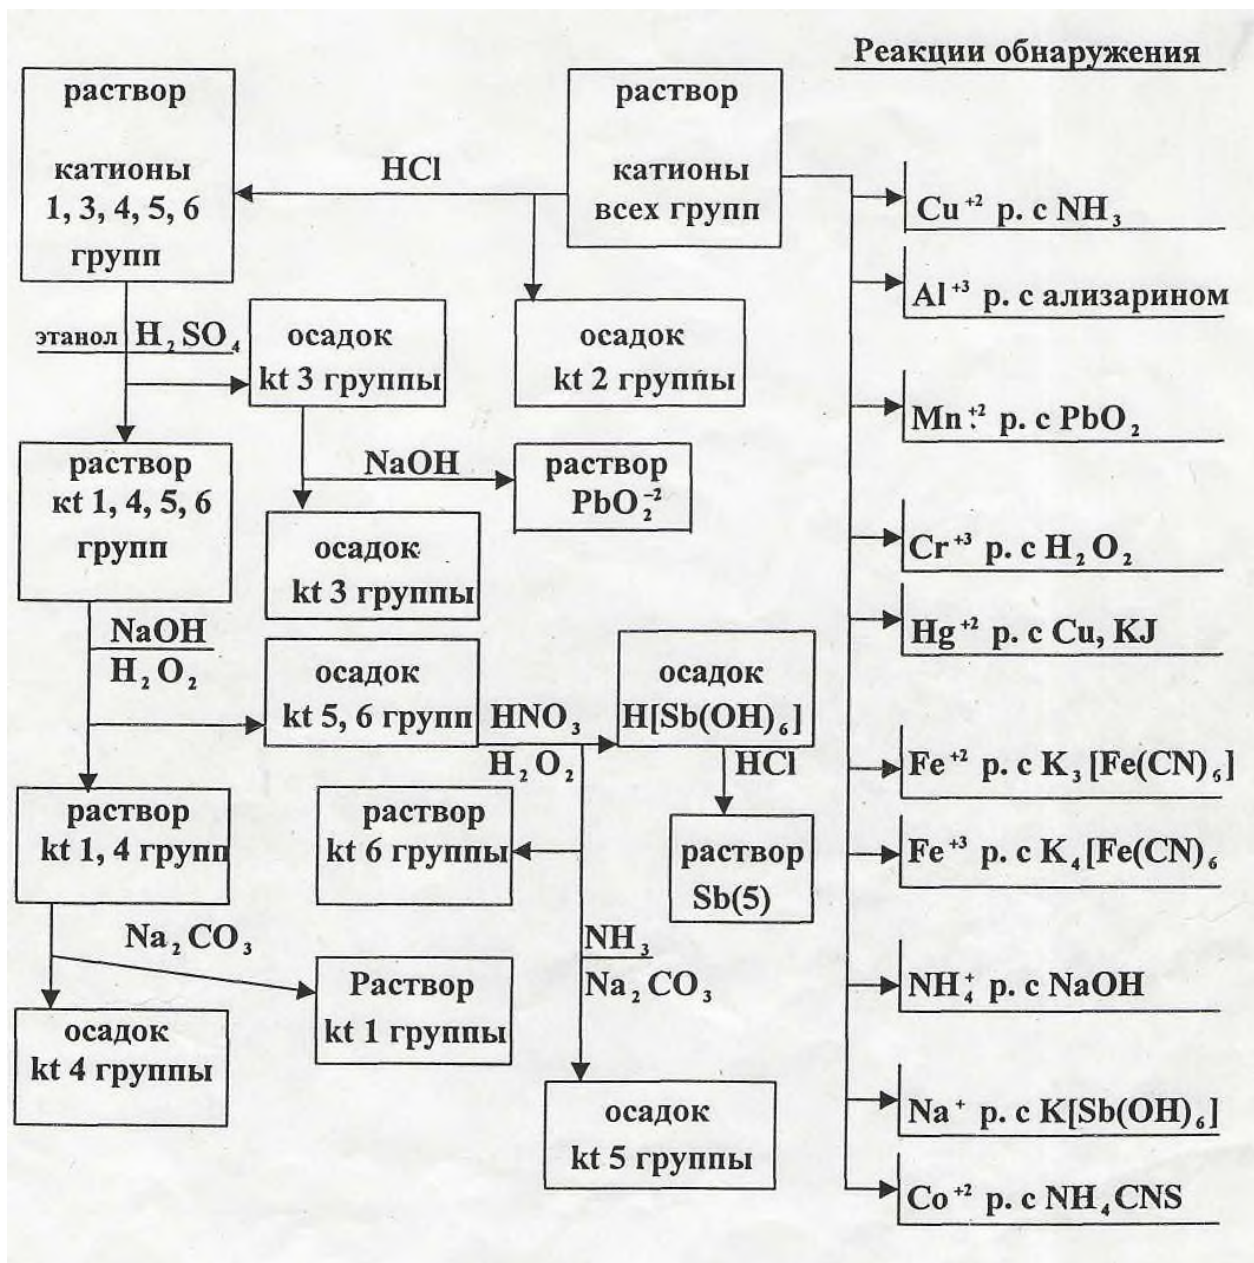 Реакции обнаружения
раствор
катионы
1, 3, 4, 5, 6
групп
HCl
раствор
катионы
всех групп
Cu⁺² р. с NH₃
Al⁺³ р. с ализарином
этанол H₂SO₄
осадок
kt 3 группы
осадок
kt 2 группы
Mn⁺² р. с PbO₂
раствор
кt 1, 4, 5, 6
групп
NaOH
раствор
PbO₂⁻²
осадок
kt 3 группы
Cr⁺³ р. с H₂O₂
Hg⁺² р. с Cu, KJ
NaOH
H₂O₂
осадок
kt 5, 6 групп
HNO₃
H₂O₂
осадок
H[Sb(OH)₆]
HCl
Fe⁺² р. с K₃[Fe(CN)₆]
раствор
kt 1, 4 групп
раствор
kt 6 группы
раствор
Sb(5)
Fe⁺³ р. с K₄[Fe(CN)₆
Na₂CO₃
NH₃
Na₂CO₃
Раствор
kt 1 группы
NH₄⁺ р. с NaOH
осадок
kt 4 группы
осадок
kt 5 группы
Na⁺ р. с K[Sb(OH)₆]
Co⁺² р. с NH₄CNS